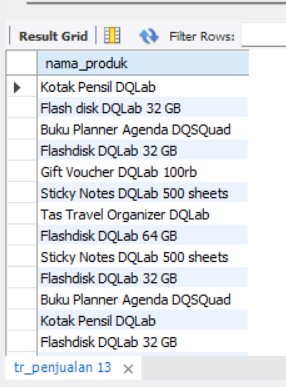 Result Grid Filter Rows:
nama_produk
Kotak Pensil DQLab
Flash disk DQLab 32 GB
Buku Planner Agenda DQSQuad
Flashdisk DQLab 32 GB
Gift Voucher DQLab 100rb
Sticky Notes DQLab 500 sheets
Tas Travel Organizer DQLab
Flashdisk DQLab 64 GB
Sticky Notes DQLab 500 sheets
Flashdisk DQLab 32 GB
Buku Planner Agenda DQSQuad
Kotak Pensil DQLab
Flashdisk DQLab 32 GB
tr_penjualan 13